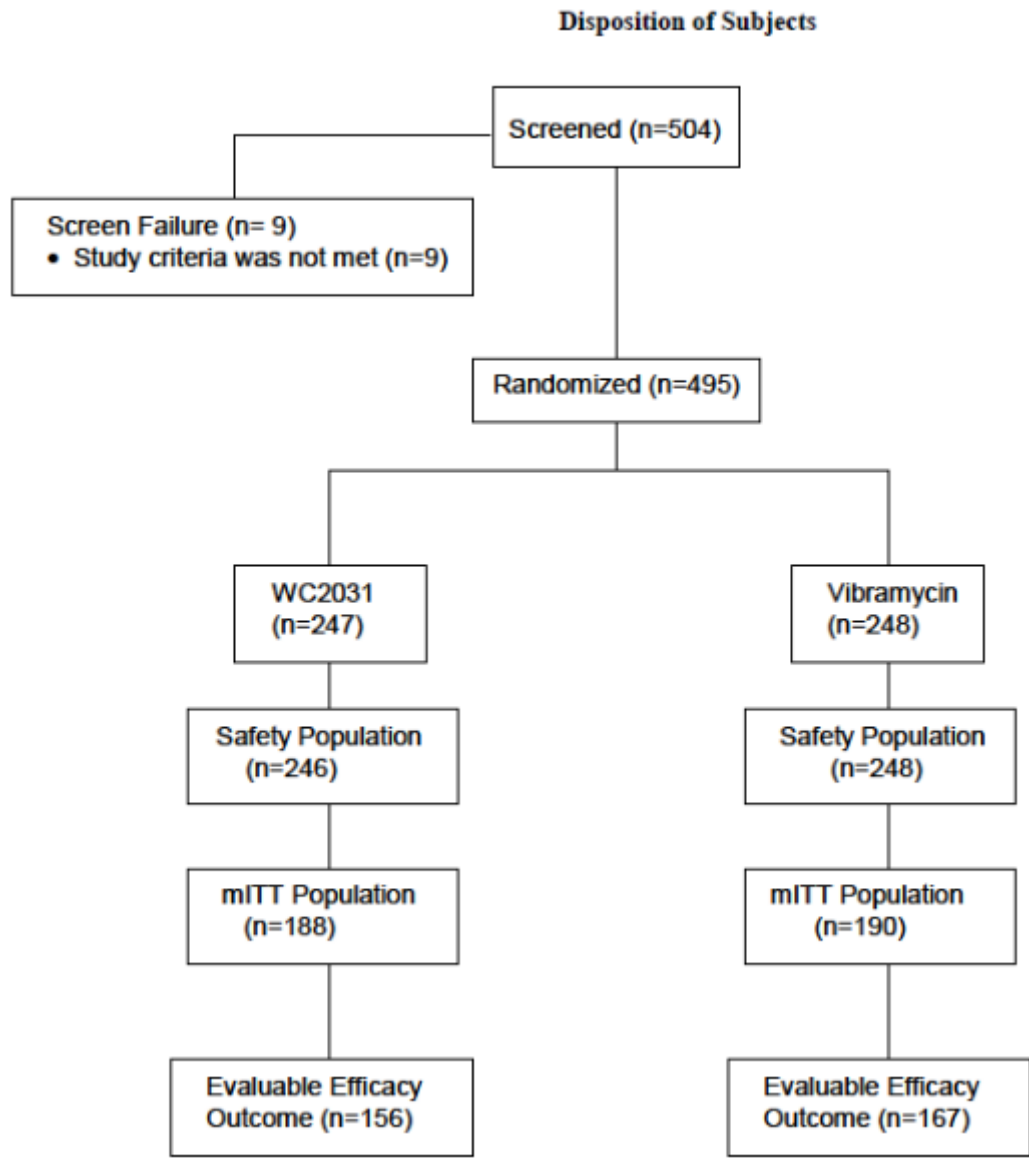 Disposition of Subjects
Screened (n=504)
Screen Failure (n= 9)
• Study criteria was not met (n=9)
Randomized (n=495)
WC2031
(n=247)
Vibramycin
(n=248)
Safety Population
(n=246)
Safety Population
(n=248)
mITT Population
(n=188)
mITT Population
(n=190)
Evaluable Efficacy
Outcome (n=156)
Evaluable Efficacy
Outcome (n=167)